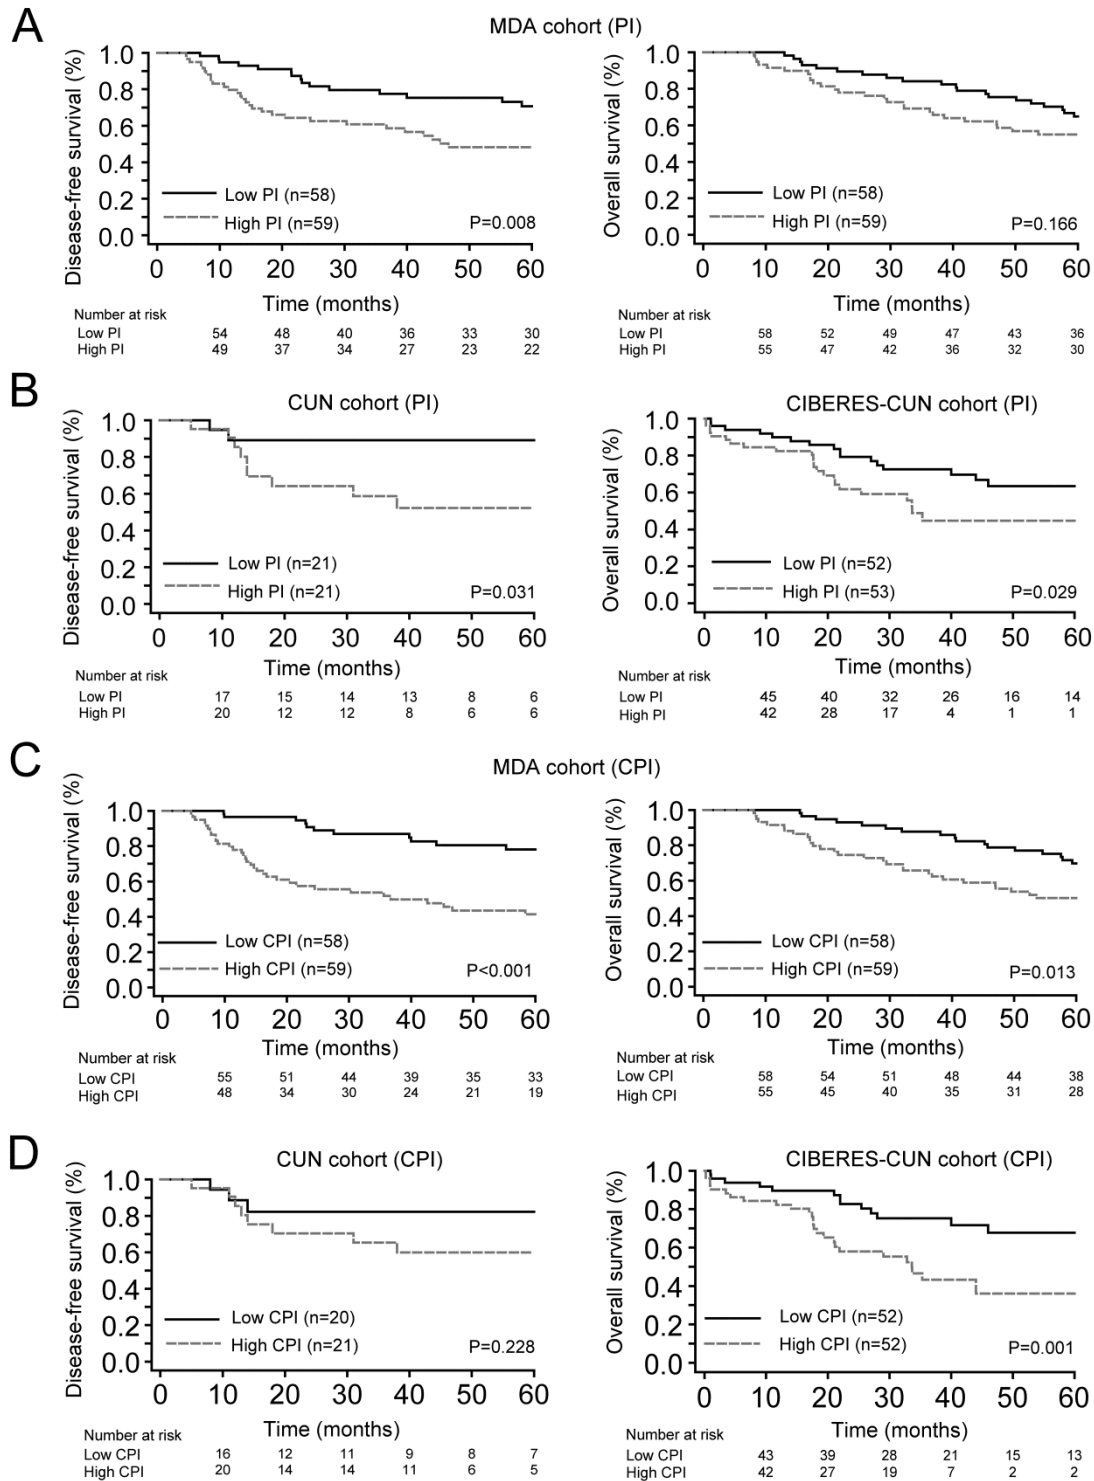 A
MDA cohort (PI)
Disease-free survival (%)
1.0
0.8
0.6
0.4
0.2
0.0
Low PI (n=58)
High PI (n=59)
P=0.008
0 10 20 30 40 50 60
Time (months)
Number at risk
Low PI 54 48 40 36 33 30
High PI 49 37 34 27 23 22
Overall survival (%)
1.0
0.8
0.6
0.4
0.2
0.0
Low PI (n=58)
High PI (n=59)
P=0.166
0 10 20 30 40 50 60
Time (months)
Number at risk
Low PI 58 52 49 47 43 36
High PI 55 47 42 36 32 30
B
CUN cohort (PI)
Disease-free survival (%)
1.0
0.8
0.6
0.4
0.2
0.0
Low PI (n=21)
High PI (n=21)
P=0.031
0 10 20 30 40 50 60
Time (months)
Number at risk
Low PI 17 15 14 13 8 6
High PI 20 12 12 8 6 6
CIBERES-CUN cohort (PI)
Overall survival (%)
1.0
0.8
0.6
0.4
0.2
0.0
Low PI (n=52)
High PI (n=53)
P=0.029
0 10 20 30 40 50 60
Time (months)
Number at risk
Low PI 45 40 32 26 16 14
High PI 42 28 17 4 1 1
C
MDA cohort (CPI)
Disease-free survival (%)
1.0
0.8
0.6
0.4
0.2
0.0
Low CPI (n=58)
High CPI (n=59)
P<0.001
0 10 20 30 40 50 60
Time (months)
Number at risk
Low CPI 55 51 44 39 35 33
High CPI 48 34 30 24 21 19
Overall survival (%)
1.0
0.8
0.6
0.4
0.2
0.0
Low CPI (n=58)
High CPI (n=59)
P=0.013
0 10 20 30 40 50 60
Time (months)
Number at risk
Low CPI 58 54 51 48 44 38
High CPI 55 45 40 35 31 28
D
CUN cohort (CPI)
Disease-free survival (%)
1.0
0.8
0.6
0.4
0.2
0.0
Low CPI (n=20)
High CPI (n=21)
P=0.228
0 10 20 30 40 50 60
Time (months)
Number at risk
Low CPI 16 12 11 9 8 7
High CPI 20 14 14 11 6 5
CIBERES-CUN cohort (CPI)
Overall survival (%)
1.0
0.8
0.6
0.4
0.2
0.0
Low CPI (n=52)
High CPI (n=52)
P=0.001
0 10 20 30 40 50 60
Time (months)
Number at risk
Low CPI 43 39 28 21 15 13
High CPI 42 27 19 7 2 2